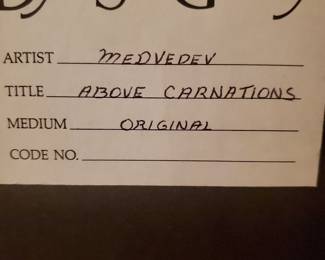 ARTIST MEDVEDEV
TITLE ABOVE CARNATIONS
MEDIUM ORIGINAL
CODE NO.